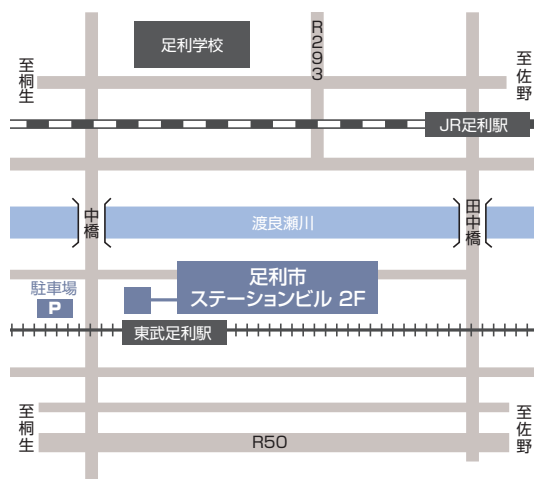 足利学校
R293
至桐生
至佐野
JR足利駅
中橋
渡良瀬川
田中橋
足利市
ステーションビル 2F
駐車場
P
東武足利駅
至桐生
至佐野
R50